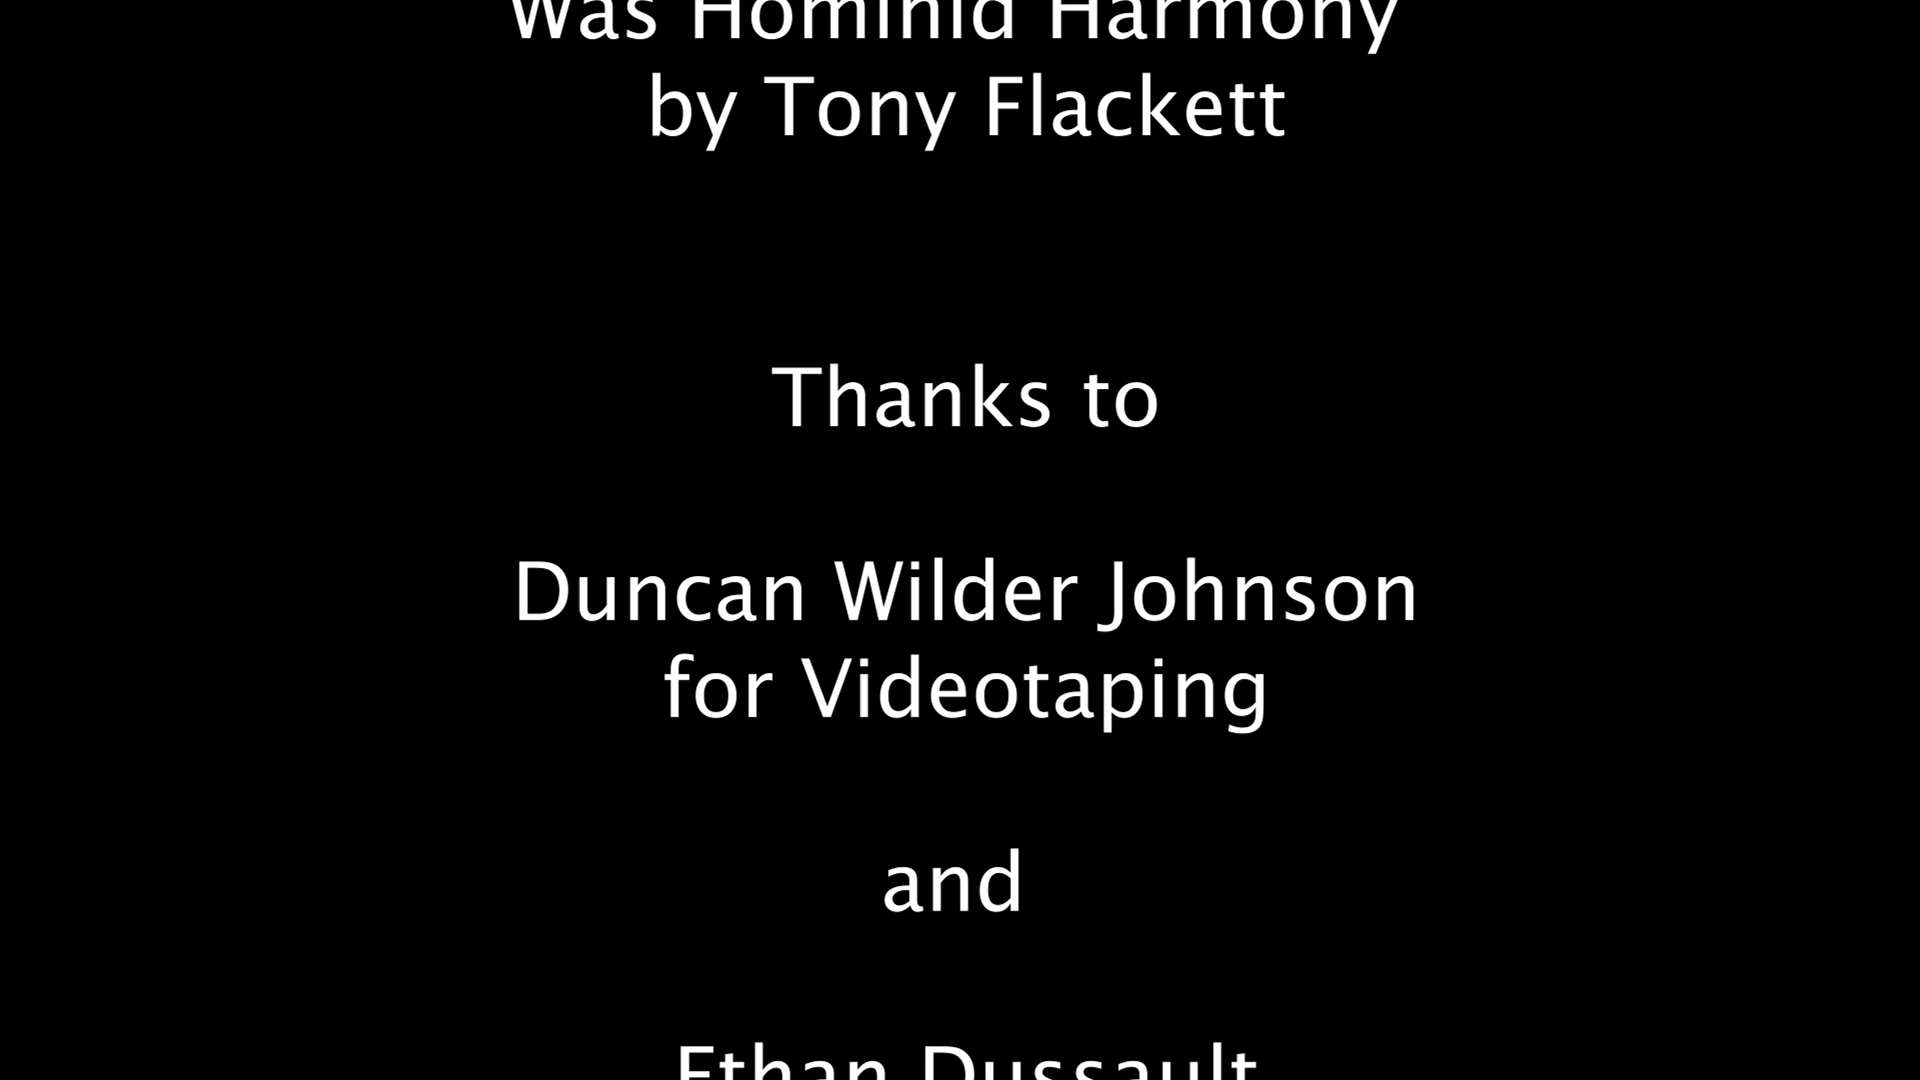 Was Hominid Harmony
by Tony Flackett
Thanks to
Duncan Wilder Johnson
for Videotaping
and
Ethan Dussault